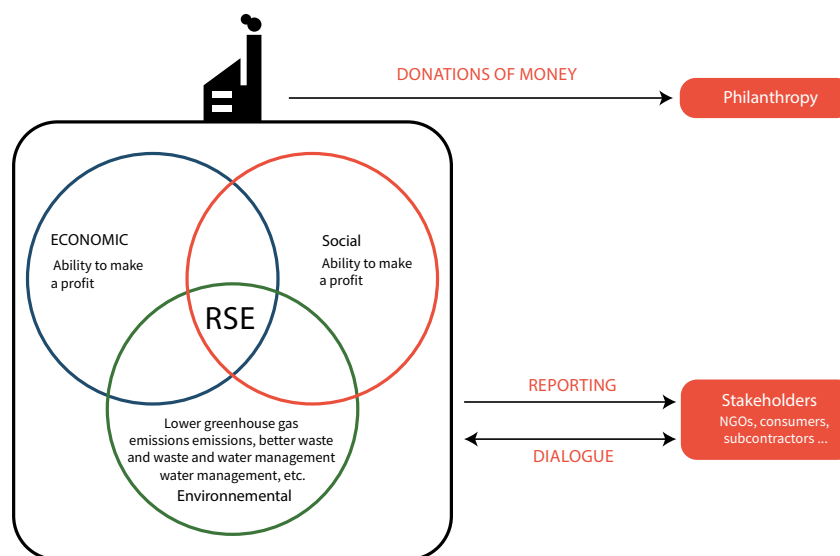 DONATIONS OF MONEY
Philanthropy
ECONOMIC
Ability to make
a profit
Social
Ability to make
a profit
RSE
Lower greenhouse gas
emissions emissions, better waste
and waste and water management
water management, etc.
Environnemental
REPORTING
DIALOGUE
Stakeholders
NGOs, consumers,
subcontractors ...